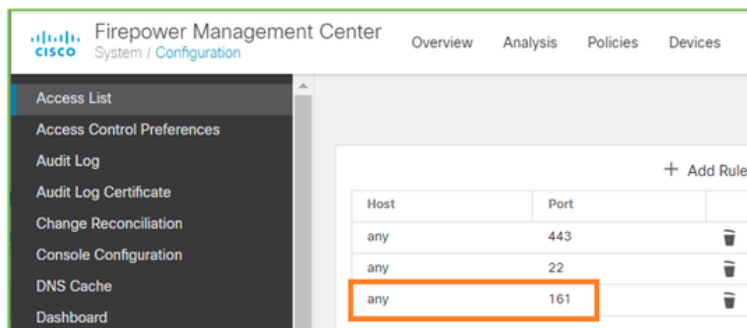 Firepower Management Center
CISCO System / Configuration
Overview Analysis Policies Devices
Access List
Access Control Preferences
Audit Log
Audit Log Certificate
Change Reconciliation
Console Configuration
DNS Cache
Dashboard
+ Add Rule
Host Port
any 443
any 22
any 161